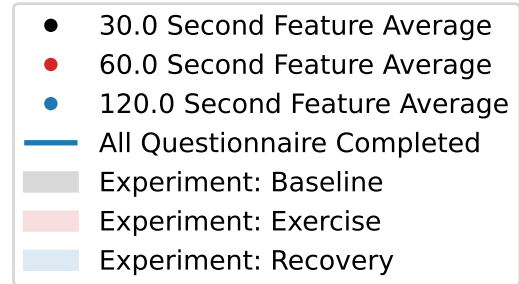 30.0 Second Feature Average
60.0 Second Feature Average
120.0 Second Feature Average
All Questionnaire Completed
Experiment: Baseline
Experiment: Exercise
Experiment: Recovery